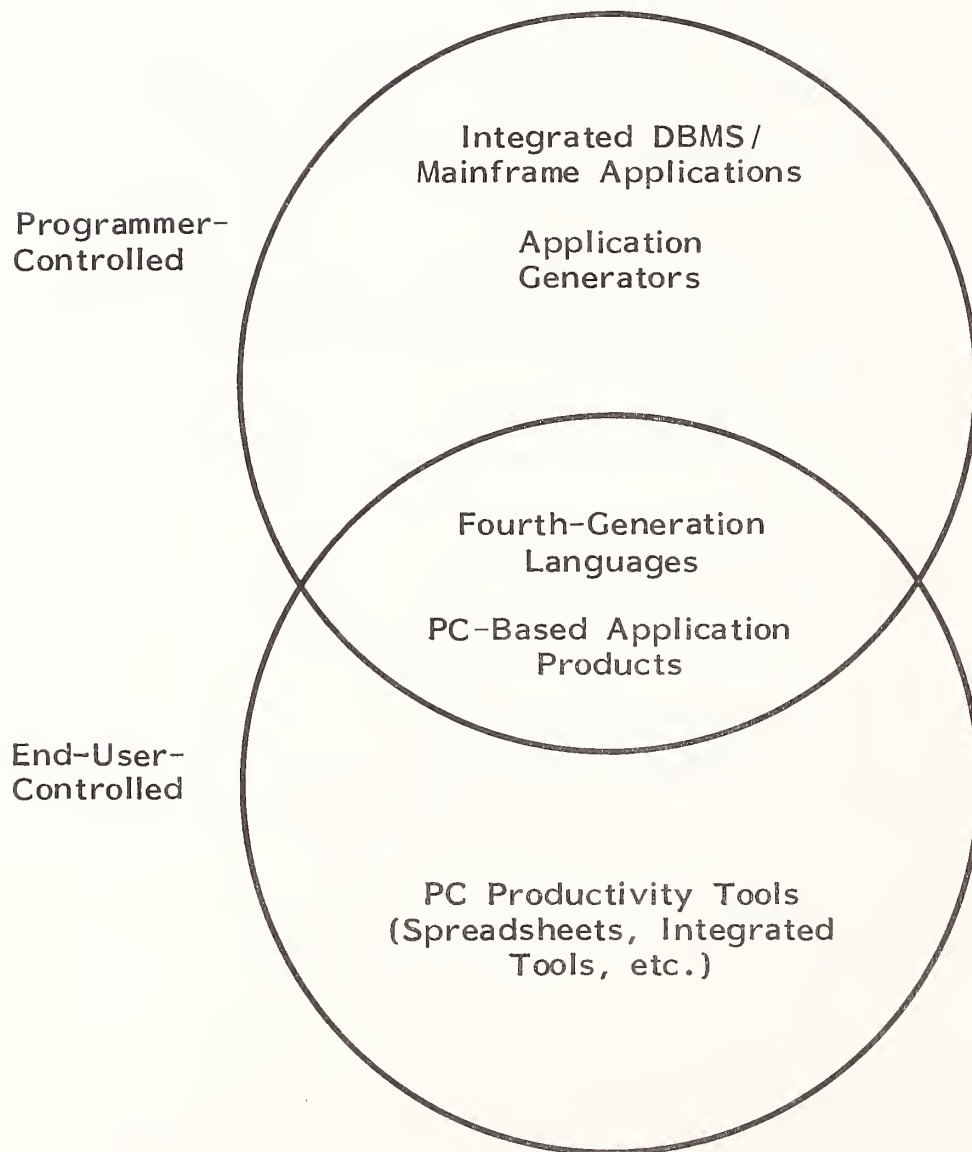 Integrated DBMS/
Mainframe Applications
Programmer-
Controlled
Application
Generators
Fourth-Generation
Languages
PC-Based Application
Products
End-User-
Controlled
PC Productivity Tools
(Spreadsheets, Integrated
Tools, etc.)